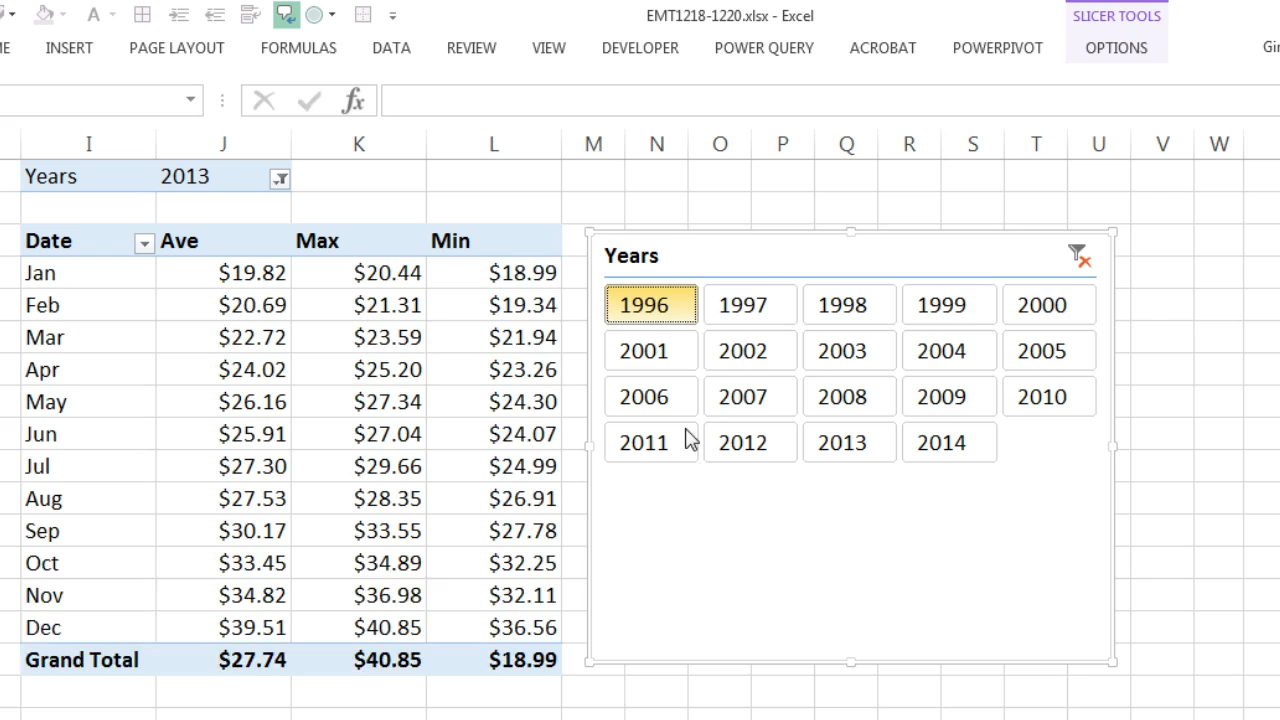 EMT1218-1220.xlsx - Excel
SLICER TOOLS
ME INSERT PAGE LAYOUT FORMULAS DATA REVIEW VIEW DEVELOPER POWER QUERY ACROBAT POWERPIVOT OPTIONS Gir
fx
I J K L M N O P Q R S T U V W
Years 2013
Date Ave Max Min
Jan $19.82 $20.44 $18.99
Feb $20.69 $21.31 $19.34
Mar $22.72 $23.59 $21.94
Apr $24.02 $25.20 $23.26
May $26.16 $27.34 $24.30
Jun $25.91 $27.04 $24.07
Jul $27.30 $29.66 $24.99
Aug $27.53 $28.35 $26.91
Sep $30.17 $33.55 $27.78
Oct $33.45 $34.89 $32.25
Nov $34.82 $36.98 $32.11
Dec $39.51 $40.85 $36.56
Grand Total $27.74 $40.85 $18.99
Years
1996 1997 1998 1999 2000
2001 2002 2003 2004 2005
2006 2007 2008 2009 2010
2011 2012 2013 2014